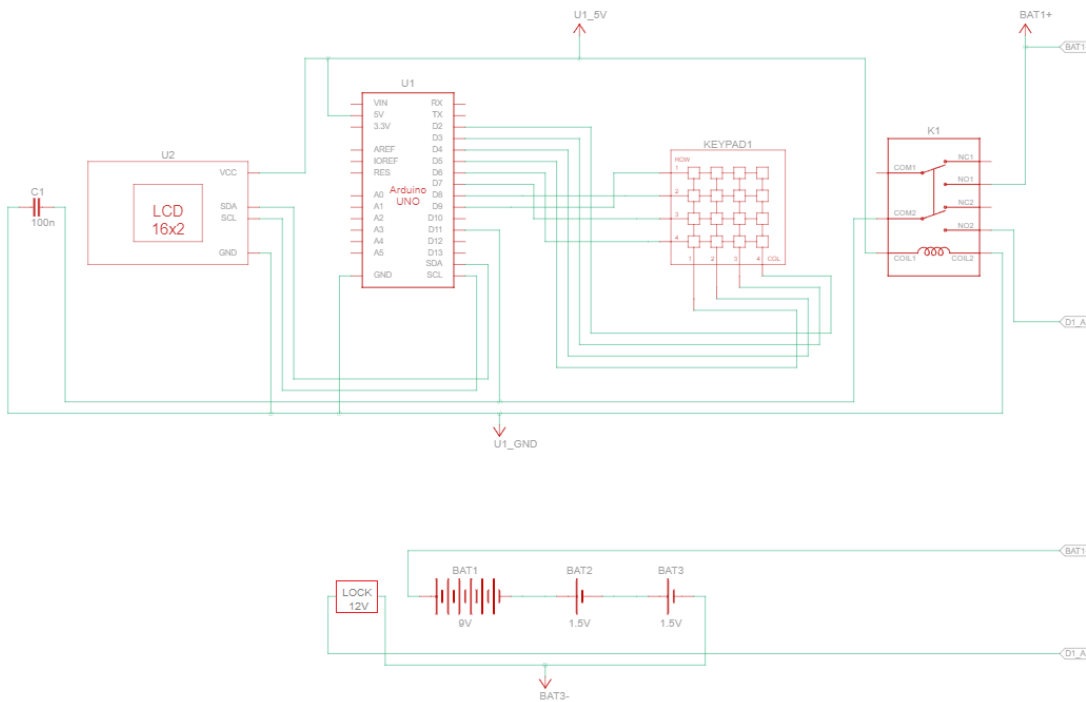 U1_5V
BAT1+
BAT1
U1
VIN
5V
3.3V
AREF
IOREF
RES
A0
A1
A2
A3
A4
A5
GND
Arduino
UNO
RX
TX
D2
D3
D4
D5
D6
D7
D8
D9
D10
D11
D12
D13
SDA
SCL
U2
LCD
16x2
VCC
SDA
SCL
GND
C1
100n
KEYPAD1
ROW
1
2
3
4
1
2
3
4
COL
K1
COM1
COM2
COIL1
NC1
NO1
NC2
NO2
COIL2
D1_A
U1_GND
BAT1
LOCK
12V
BAT1
9V
BAT2
1.5V
BAT3
1.5V
D1_A
BAT3-